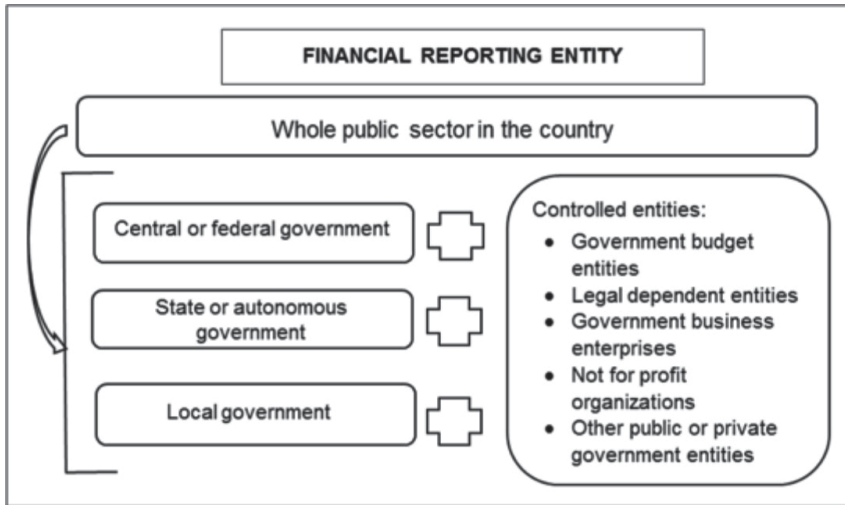 FINANCIAL REPORTING ENTITY
Whole public sector in the country
Central or federal government
State or autonomous
government
Local government
Controlled entities:
• Government budget
entities
• Legal dependent entities
• Government business
enterprises
• Not for profit
organizations
• Other public or private
government entities